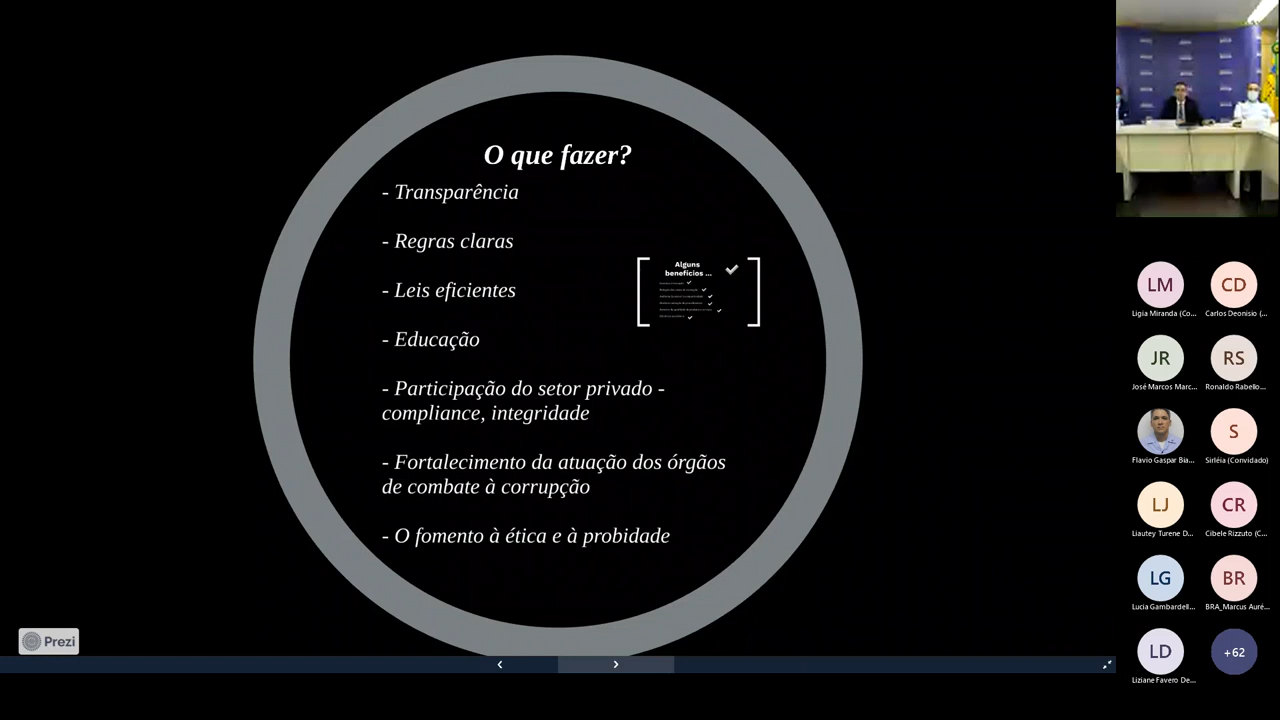 O que fazer?
- Transparência
- Regras claras
- Leis eficientes
- Educação
- Participação do setor privado -
compliance, integridade
- Fortalecimento da atuação dos órgãos
de combate à corrupção
- O fomento à ética e à probidade
Alguns
benefícios ...
Prezi
LM
Ligia Miranda (Co...
CD
Carlos Deonisio (...
JR
José Marcos Marc...
RS
Ronaldo Rabello...
Flavio Gaspar Bia...
S
Sirléia (Convidado)
LJ
Liautey Turene D...
CR
Cibele Rizzuto (C...
LG
Lucia Gambardell...
BR
BRA_Marcus Auré...
LD
Liziane Favero De...
+62